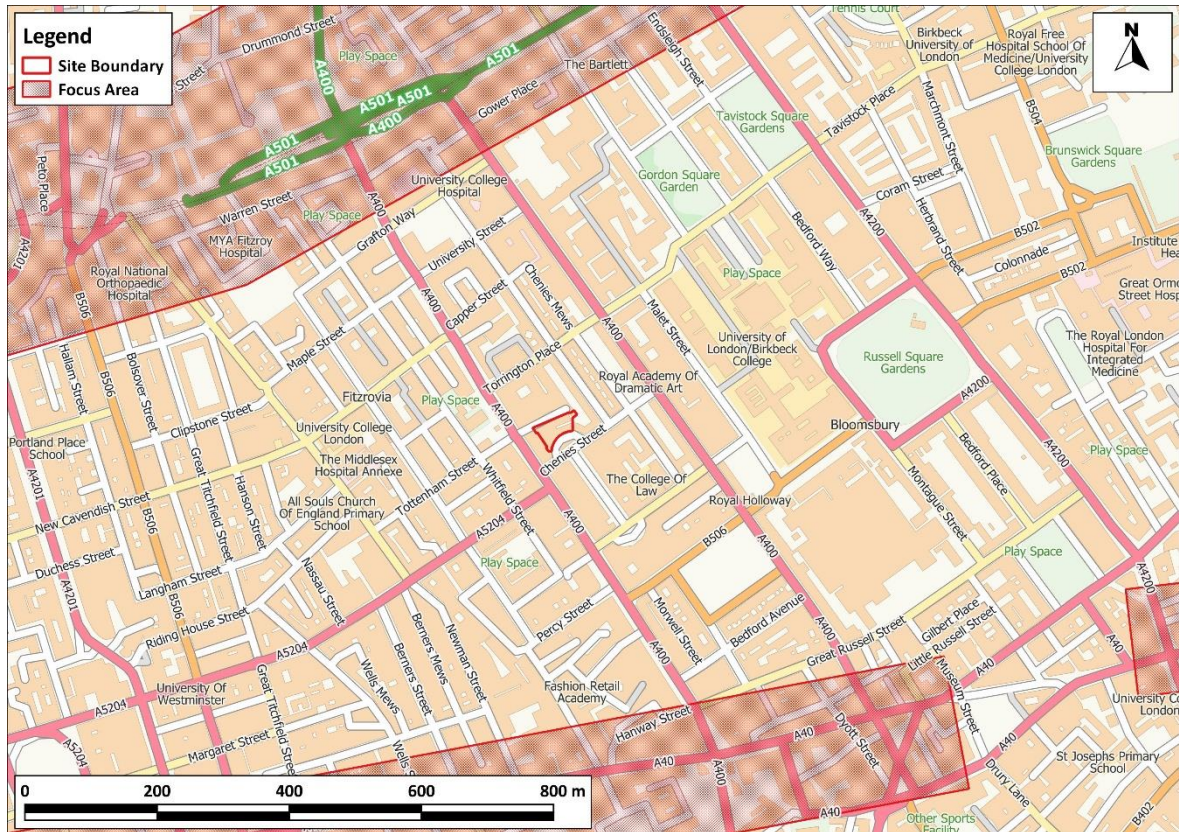 Legend
Site Boundary
Focus Area
N
Drummond Street
Street
A400
Play Space
A501
A501
A501
A400
A501
A501
The Bartlett
Gower Place
Endsleigh Street
Tennis Court
Birkbeck
University of
London
Royal Free
Hospital School Of
Medicine/University
College London
Marchmont Street
B504
Tavistock Square
Gardens
Tavistock Place
Brunswick Square
Gardens
Peto Place
Warren Street
Play Space
University College
Hospital
Gordon Square
Garden
Coram Street
Herbrand Street
A4200
B502
Colonnade
B502
Institute
Hea
A4201
MYA Fitzroy
Hospital
Grafton Way
A400
University Street
Bedford Way
Royal National
Orthopaedic
Hospital
B506
Chenies Mews
Play Space
Great Ormo
Street Hosp
Capper Street
A400
Malet Street
University of
London/Birkbeck
College
Russell Square
Gardens
The Royal London
Hospital For
Integrated
Medicine
Hallam Street
Bolsover Street
B506
Maple Street
Torrington Place
Royal Academy Of
Dramatic Art
A4200
Fitzrovia
Play Space
A400
Clipstone Street
University College
London
Bloomsbury
Portland Place
School
The Middlesex
Hospital Annexe
Chenies Street
Bedford Place
Play Space
A4201
Great Titchfield Street
Hanson Street
Tottenham Street
Whitfield Street
The College Of
Law
Royal Holloway
Montague Street
A4200
New Cavendish Street
All Souls Church
Of England Primary
School
A5204
A400
B506
B506
Duchess Street
Langham Street
Nassau Street
Play Space
A400
Play Space
A4201
B506
Riding House Street
A5204
Berners Mews
Newman Street
Percy Street
Morwell Street
Bedford Avenue
A400
Great Russell Street
Gilbert Place
Little Russell Street
A4200
A40
A40
University Of
Westminster
Great Titchfield Street
Wells Mews
Berners Street
Fashion Retail
Academy
A400
Museum Street
University Co
London
A5204
A5204
Margaret Street
Wells S
Hanway Street
A40
A40
Dyott Street
A40
St Josephs Primary
School
A400
Drury Lane
A40
B402
Other Sports
Facility
0 200 400 600 800 m